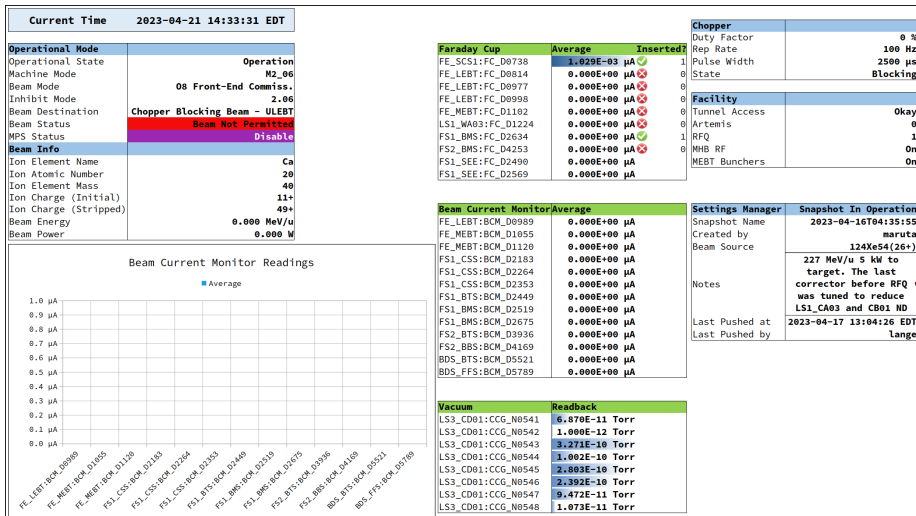 Current Time 2023-04-21 14:33:31 EDT
Operational Mode
Operational State Operation
Machine Mode M2_06
Beam Mode 08 Front-End Commiss.
Inhibit Mode 2.06
Beam Destination Chopper Blocking Beam - ULEBT
Beam Status Beam Not Permitted
MPS Status Disable
Beam Info
Ion Element Name Ca
Ion Atomic Number 20
Ion Element Mass 40
Ion Charge (Initial) 11+
Ion Charge (Stripped) 49+
Beam Energy 0.000 MeV/u
Beam Power 0.000 W
Beam Current Monitor Readings
Average
1.0 µA
0.9 µA
0.8 µA
0.7 µA
0.6 µA
0.5 µA
0.4 µA
0.3 µA
0.2 µA
0.1 µA
0.0 µA
FE_LEBT:BCM_D0989
FE_MEBT:BCM_D1055
FE_MEBT:BCM_D1120
FS1_CSS:BCM_D2183
FS1_CSS:BCM_D2264
FS1_CSS:BCM_D2353
FS1_BTS:BCM_D2449
FS1_BMS:BCM_D2519
FS1_BMS:BCM_D2675
FS2_BTS:BCM_D3936
FS2_BBS:BCM_D4169
BDS_BTS:BCM_D5521
BDS_FFS:BCM_D5789
Faraday Cup Average Inserted?
FE_SCS1:FC_D0738 1.029E-03 µA 1
FE_LEBT:FC_D0814 0.000E+00 µA 0
FE_LEBT:FC_D0977 0.000E+00 µA 0
FE_LEBT:FC_D0998 0.000E+00 µA 0
FE_MEBT:FC_D1102 0.000E+00 µA 0
LS1_WA03:FC_D1224 0.000E+00 µA 0
FS1_BMS:FC_D2634 0.000E+00 µA 1
FS2_BMS:FC_D4253 0.000E+00 µA 0
FS1_SEE:FC_D2490 0.000E+00 µA
FS1_SEE:FC_D2569 0.000E+00 µA
Beam Current Monitor Average
FE_LEBT:BCM_D0989 0.000E+00 µA
FE_MEBT:BCM_D1055 0.000E+00 µA
FE_MEBT:BCM_D1120 0.000E+00 µA
FS1_CSS:BCM_D2183 0.000E+00 µA
FS1_CSS:BCM_D2264 0.000E+00 µA
FS1_CSS:BCM_D2353 0.000E+00 µA
FS1_BTS:BCM_D2449 0.000E+00 µA
FS1_BMS:BCM_D2519 0.000E+00 µA
FS1_BMS:BCM_D2675 0.000E+00 µA
FS2_BTS:BCM_D3936 0.000E+00 µA
FS2_BBS:BCM_D4169 0.000E+00 µA
BDS_BTS:BCM_D5521 0.000E+00 µA
BDS_FFS:BCM_D5789 0.000E+00 µA
Vacuum Readback
LS3_CD01:CCG_N0541 6.870E-11 Torr
LS3_CD01:CCG_N0542 1.000E-12 Torr
LS3_CD01:CCG_N0543 3.271E-10 Torr
LS3_CD01:CCG_N0544 1.002E-10 Torr
LS3_CD01:CCG_N0545 2.803E-10 Torr
LS3_CD01:CCG_N0546 2.392E-10 Torr
LS3_CD01:CCG_N0547 9.472E-11 Torr
LS3_CD01:CCG_N0548 1.073E-11 Torr
Chopper
Duty Factor 0 %
Rep Rate 100 Hz
Pulse Width 2500 µs
State Blocking
Facility
Tunnel Access Okay
Artemis 0
RFQ 1
MHB RF On
MEBT Bunchers On
Settings Manager Snapshot In Operation
Snapshot Name 2023-04-16T04:35:55
Created by maruta
Beam Source 124Xe54(26+)
Notes 227 MeV/u 5 kW to
target. The last
corrector before RFQ
was tuned to reduce
LS1_CA03 and CB01 ND
Last Pushed at 2023-04-17 13:04:26 EDT
Last Pushed by lange